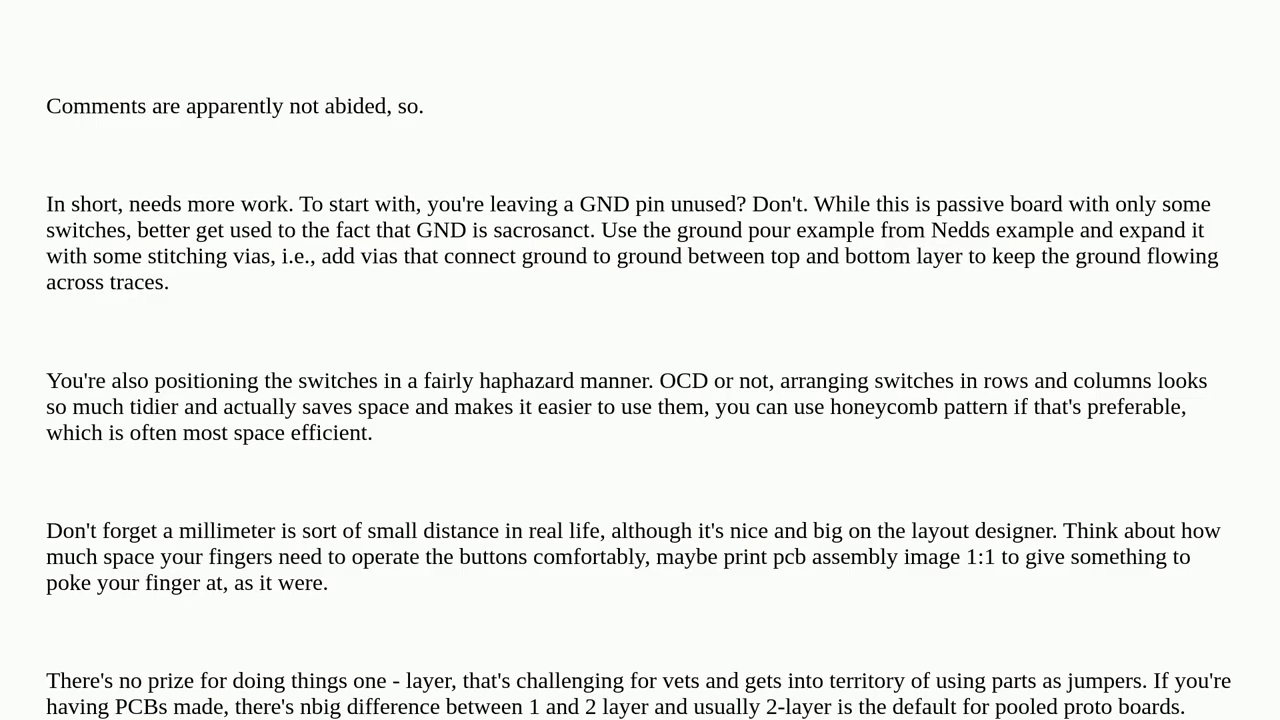 Comments are apparently not abided, so.
In short, needs more work. To start with, you're leaving a GND pin unused? Don't. While this is passive board with only some
switches, better get used to the fact that GND is sacrosanct. Use the ground pour example from Nedds example and expand it
with some stitching vias, i.e., add vias that connect ground to ground between top and bottom layer to keep the ground flowing
across traces.
You're also positioning the switches in a fairly haphazard manner. OCD or not, arranging switches in rows and columns looks
so much tidier and actually saves space and makes it easier to use them, you can use honeycomb pattern if that's preferable,
which is often most space efficient.
Don't forget a millimeter is sort of small distance in real life, although it's nice and big on the layout designer. Think about how
much space your fingers need to operate the buttons comfortably, maybe print pcb assembly image 1:1 to give something to
poke your finger at, as it were.
There's no prize for doing things one - layer, that's challenging for vets and gets into territory of using parts as jumpers. If you're
having PCBs made, there's nbig difference between 1 and 2 layer and usually 2-layer is the default for pooled proto boards.